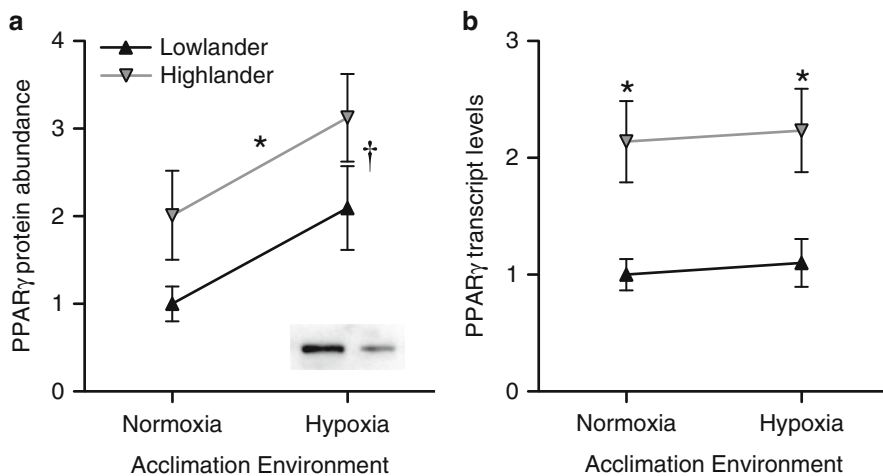 a
4
3
2
1
0
PPARγ protein abundance
Lowlander
Highlander
*
†
Normoxia
Hypoxia
Acclimation Environment
b
3
2
1
0
PPARγ transcript levels
*
*
Normoxia
Hypoxia
Acclimation Environment